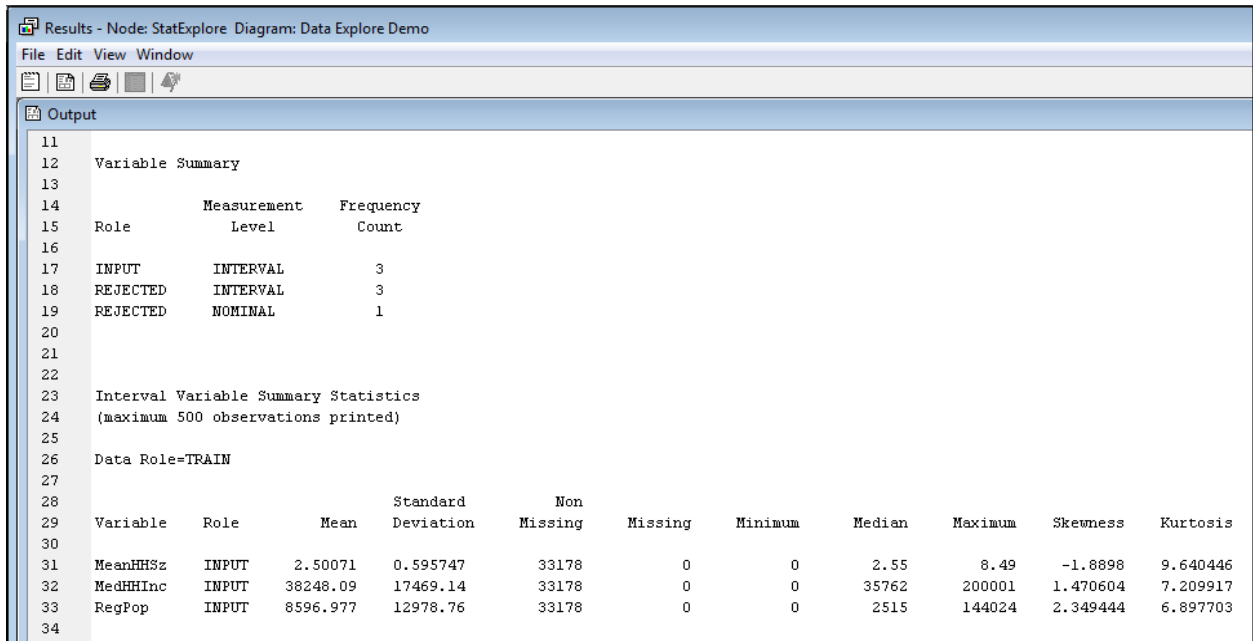 Results - Node: StatExplore Diagram: Data Explore Demo
File Edit View Window
Output
11
12 Variable Summary
13
14 Measurement Frequency
15 Role Level Count
16
17 INPUT INTERVAL 3
18 REJECTED INTERVAL 3
19 REJECTED NOMINAL 1
20
21
22
23 Interval Variable Summary Statistics
24 (maximum 500 observations printed)
25
26 Data Role=TRAIN
27
28 Standard Non
29 Variable Role Mean Deviation Missing Missing Minimum Median Maximum Skewness Kurtosis
30
31 MeanHHSz INPUT 2.50071 0.595747 33178 0 0 2.55 8.49 -1.8898 9.640446
32 MedHHInc INPUT 38248.09 17469.14 33178 0 0 35762 200001 1.470604 7.209917
33 RegPop INPUT 8596.977 12978.76 33178 0 0 2515 144024 2.349444 6.897703
34